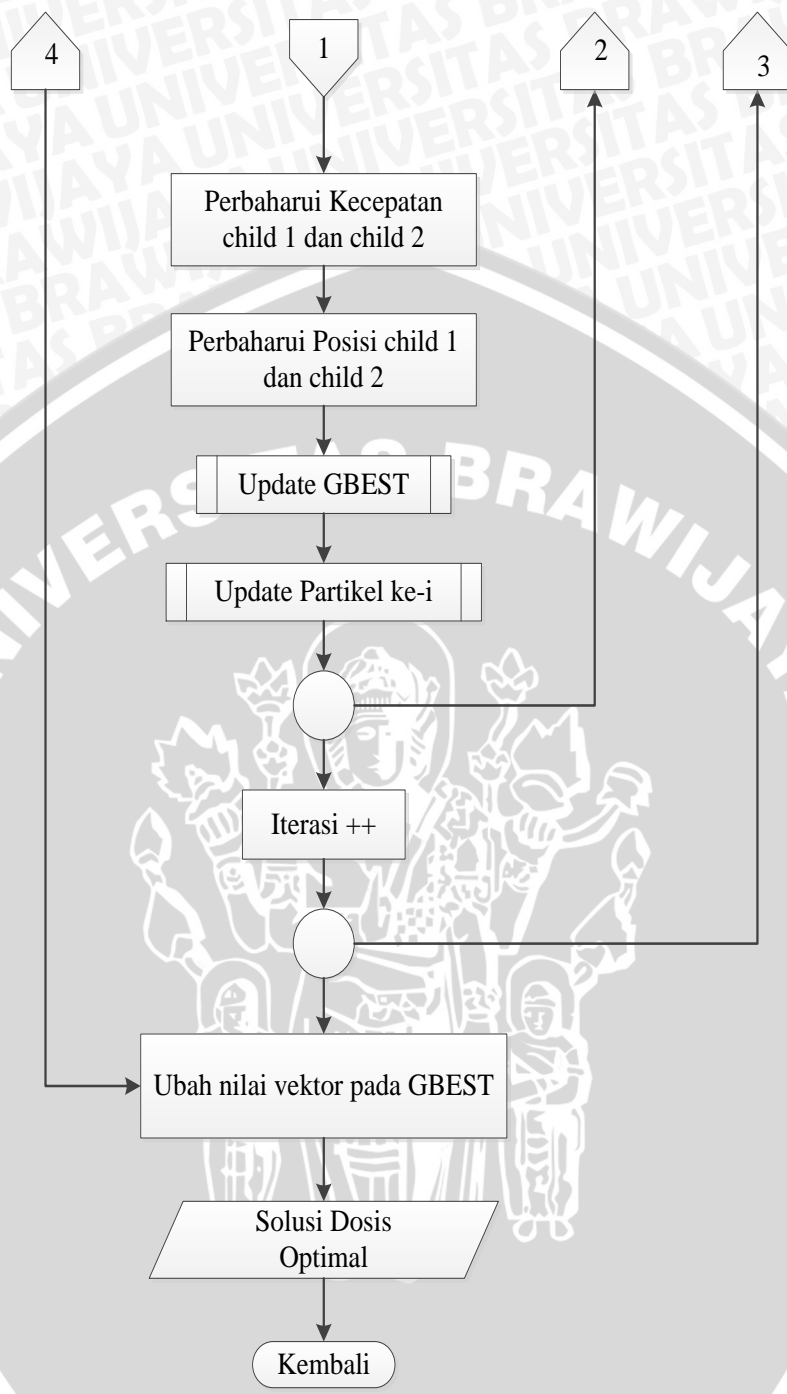 4
1
2
3
Perbaharui Kecepatan
child 1 dan child 2
Perbaharui Posisi child 1
dan child 2
Update GBEST
Update Partikel ke-i
Iterasi ++
Ubah nilai vektor pada GBEST
Solusi Dosis
Optimal
Kembali